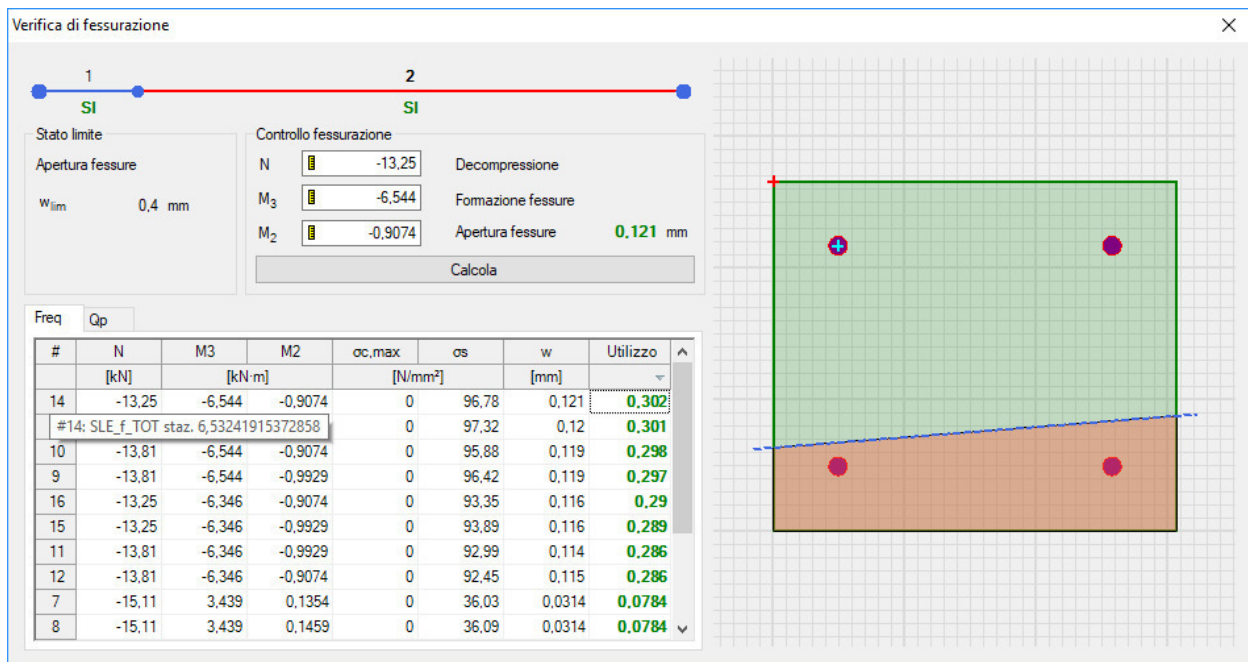 Verifica di fessurazione
1 2
SI SI
Stato limite
Apertura fessure
wlim 0,4 mm
Controllo fessurazione
N -13,25 Decompressione
M3 -6,544 Formazione fessure
M2 -0,9074 Apertura fessure 0,121 mm
Calcola
Freq Qp
# N M3 M2 σc,max σs w Utilizzo
[kN] [kN·m] [N/mm²] [mm]
14 -13,25 -6,544 -0,9074 0 96,78 0,121 0,302
#14: SLE_f_TOT staz. 6,53241915372858 97,32 0,12 0,301
10 -13,81 -6,544 -0,9074 0 95,88 0,119 0,298
9 -13,81 -6,544 -0,9929 0 96,42 0,119 0,297
16 -13,25 -6,346 -0,9074 0 93,35 0,116 0,29
15 -13,25 -6,346 -0,9929 0 93,89 0,116 0,289
11 -13,81 -6,346 -0,9929 0 92,99 0,114 0,286
12 -13,81 -6,346 -0,9074 0 92,45 0,115 0,286
7 -15,11 3,439 0,1354 0 36,03 0,0314 0,0784
8 -15,11 3,439 0,1459 0 36,09 0,0314 0,0784